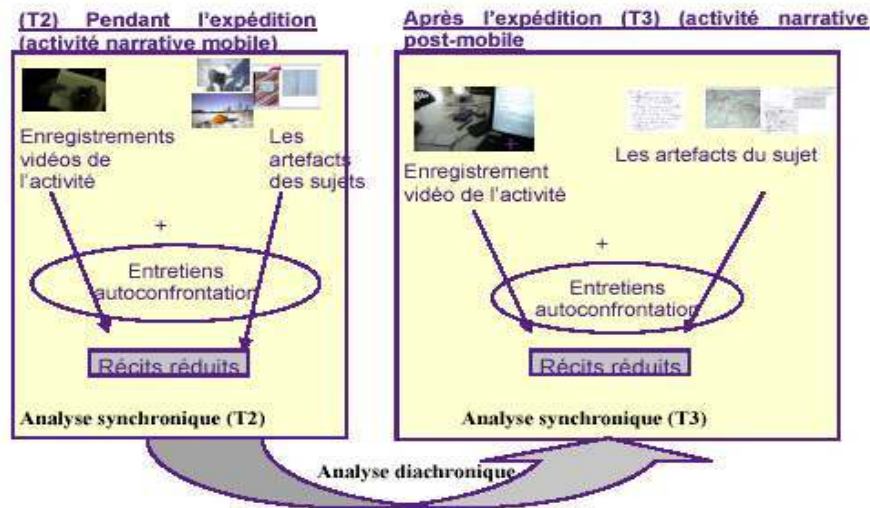 (T2) Pendant l'expédition
(activité narrative mobile)
Enregistrements
vidéos de
l'activité
Les
artefacts
des sujets
+
Entretiens
autoconfrontation
Récits réduits
Analyse synchronique (T2)
Après l'expédition (T3) (activité narrative
post-mobile
Enregistrement
vidéo de l'activité
Les artefacts du sujet
+
Entretiens
autoconfrontation
Récits réduits
Analyse synchronique (T3)
Analyse diachronique